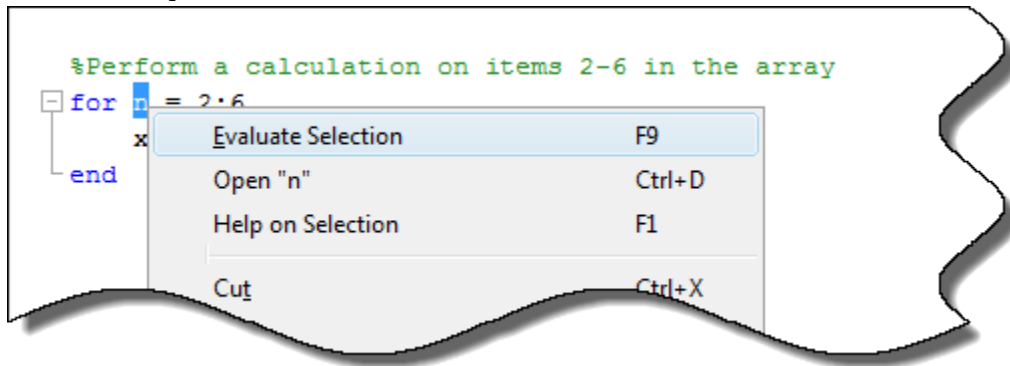 %Perform a calculation on items 2-6 in the array
for n = 2:6
x
end
Evaluate Selection F9
Open "n" Ctrl+D
Help on Selection F1
Cut Ctrl+X